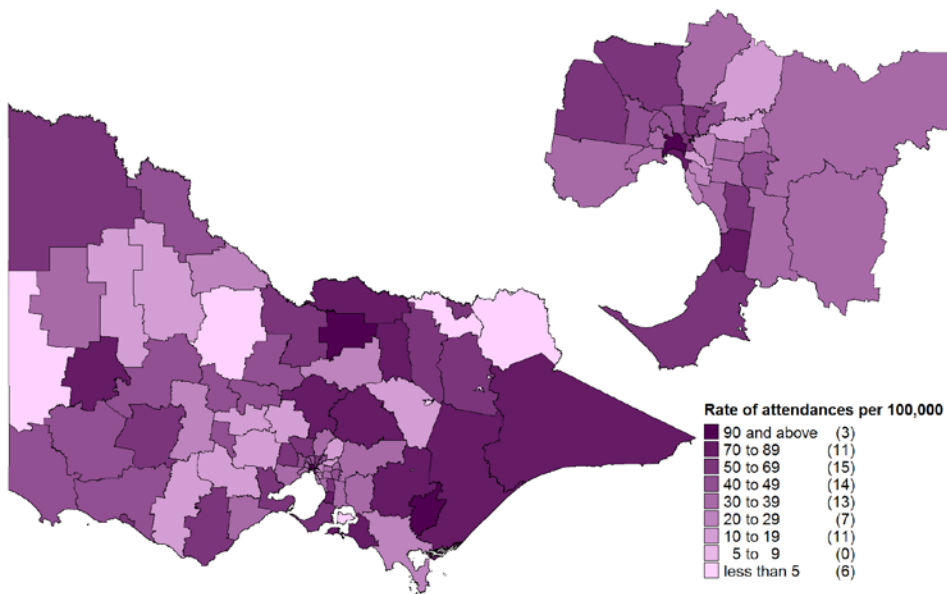 Rate of attendances per 100,000
90 and above (3)
70 to 89 (11)
50 to 69 (15)
40 to 49 (14)
30 to 39 (13)
20 to 29 (7)
10 to 19 (11)
5 to 9 (0)
less than 5 (6)